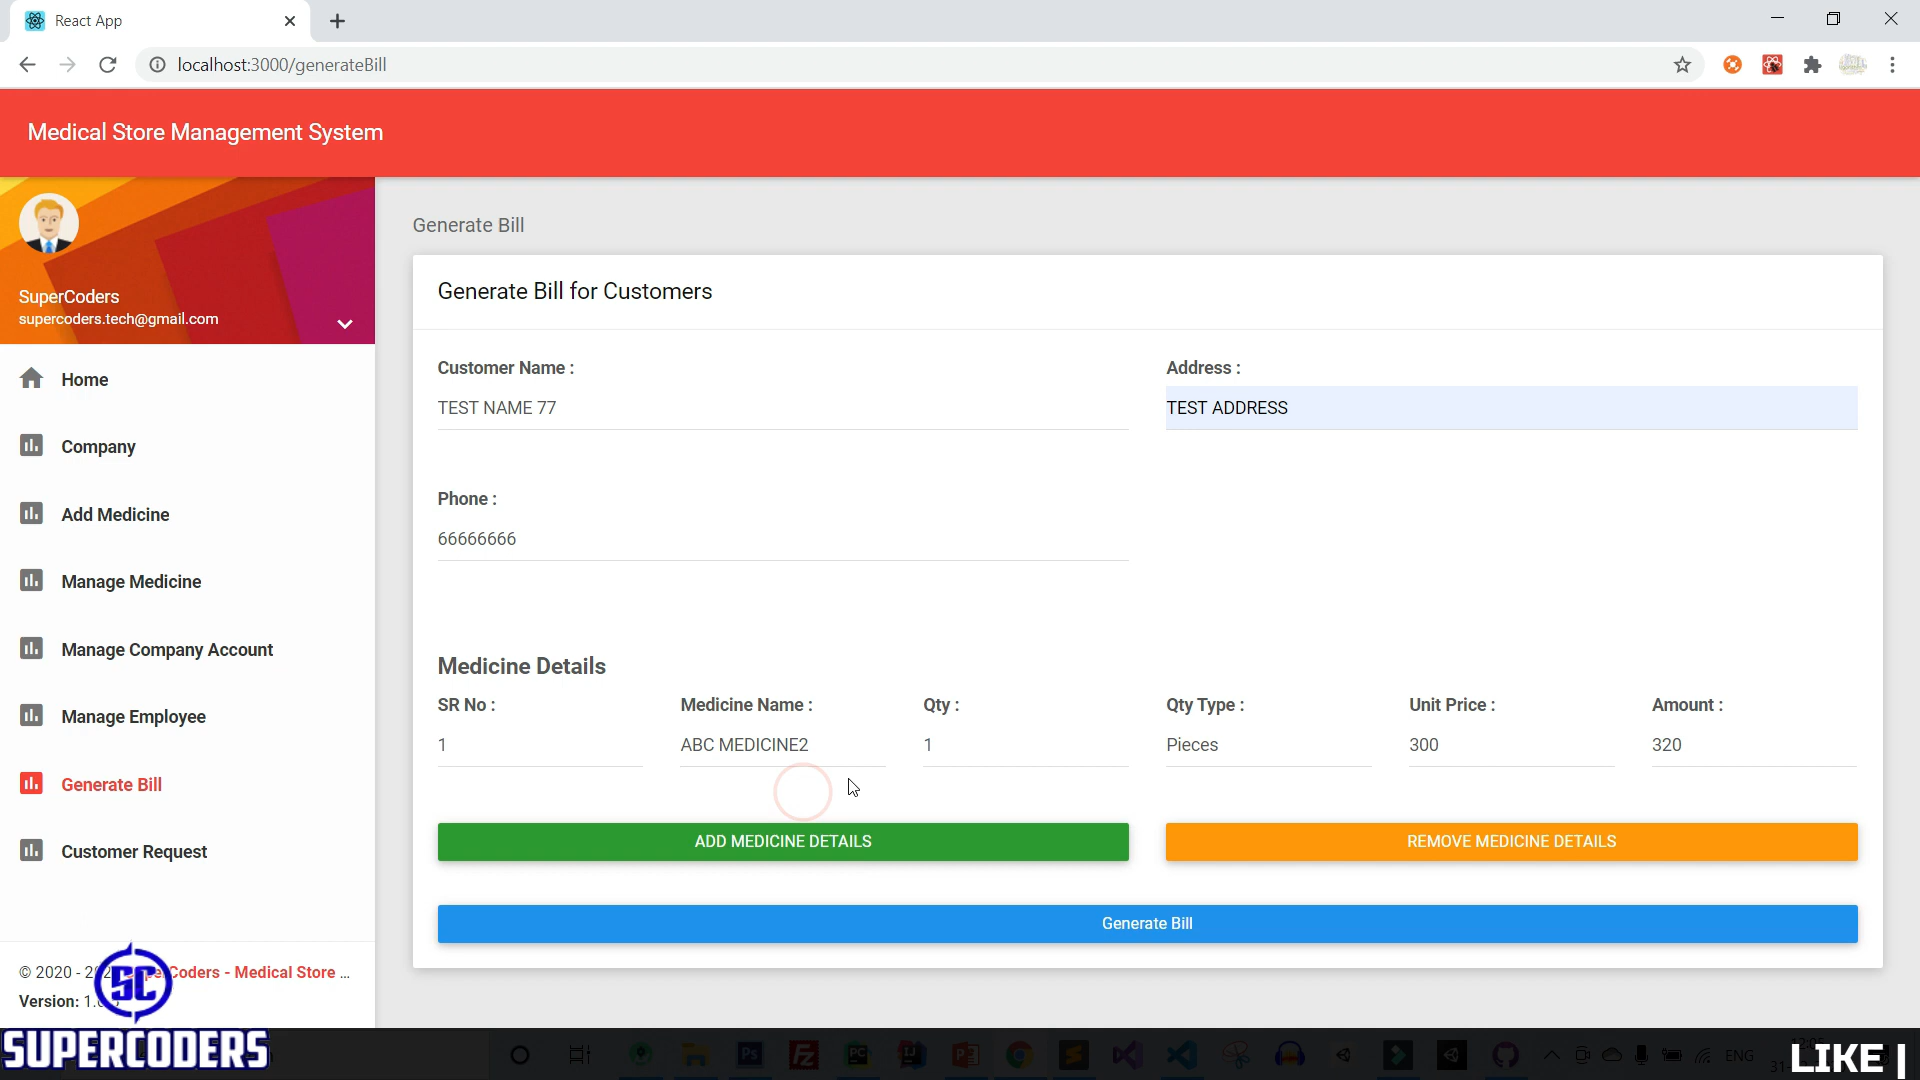 React App
localhost:3000/generateBill
Medical Store Management System
SuperCoders
supercoders.tech@gmail.com
Home
Company
Add Medicine
Manage Medicine
Manage Company Account
Manage Employee
Generate Bill
Customer Request
© 2020 - Coders - Medical Store ...
Version:
SC
SUPERCODERS
Generate Bill
Generate Bill for Customers
Customer Name :
Address :
TEST NAME 77
TEST ADDRESS
Phone :
66666666
Medicine Details
SR No :
Medicine Name :
Qty :
Qty Type :
Unit Price :
Amount :
1
ABC MEDICINE2
1
Pieces
300
320
ADD MEDICINE DETAILS
REMOVE MEDICINE DETAILS
Generate Bill
ENG
LIKE |